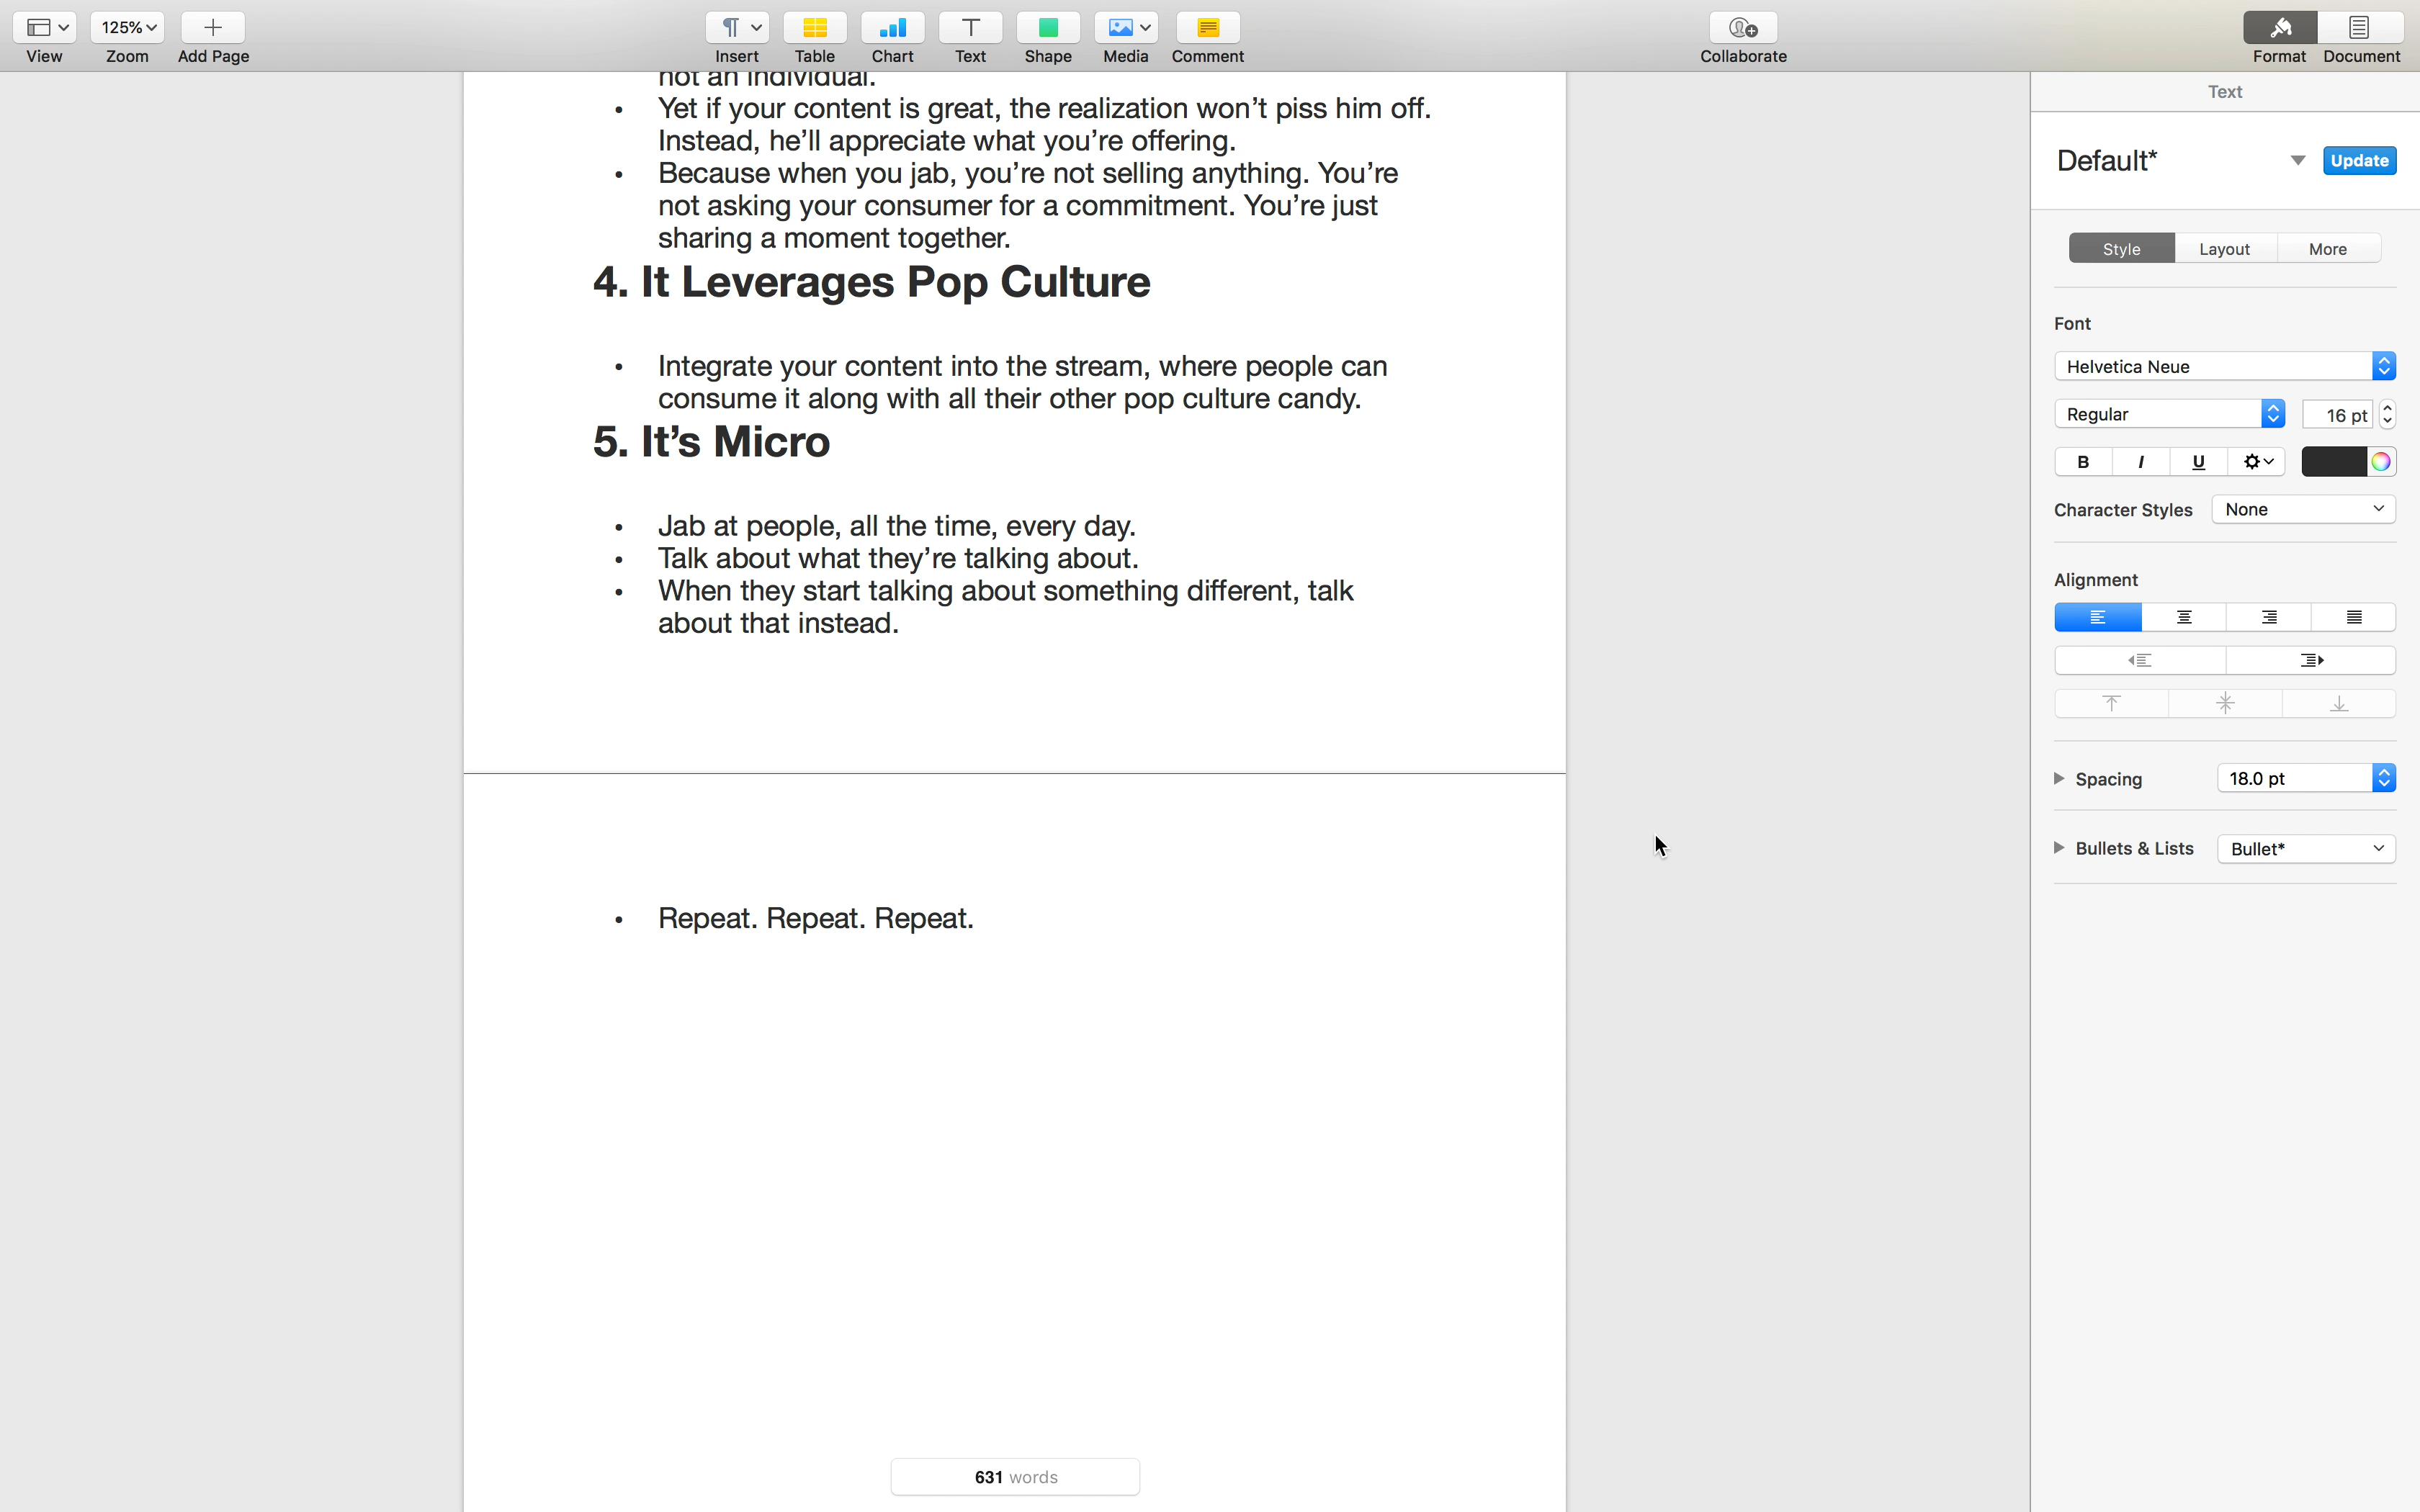 125%
View
Zoom
Add Page
Insert
Table
Chart
Text
Shape
Media
Comment
Collaborate
Format
Document
not an individual.
• Yet if your content is great, the realization won’t piss him off.
Instead, he’ll appreciate what you’re offering.
• Because when you jab, you’re not selling anything. You’re
not asking your consumer for a commitment. You’re just
sharing a moment together.
4. It Leverages Pop Culture
• Integrate your content into the stream, where people can
consume it along with all their other pop culture candy.
5. It’s Micro
• Jab at people, all the time, every day.
• Talk about what they’re talking about.
• When they start talking about something different, talk
about that instead.
• Repeat. Repeat. Repeat.
631 words
Text
Default*
Update
Style Layout More
Font
Helvetica Neue
Regular 16 pt
B I U
Character Styles None
Alignment
Spacing 18.0 pt
Bullets & Lists Bullet*